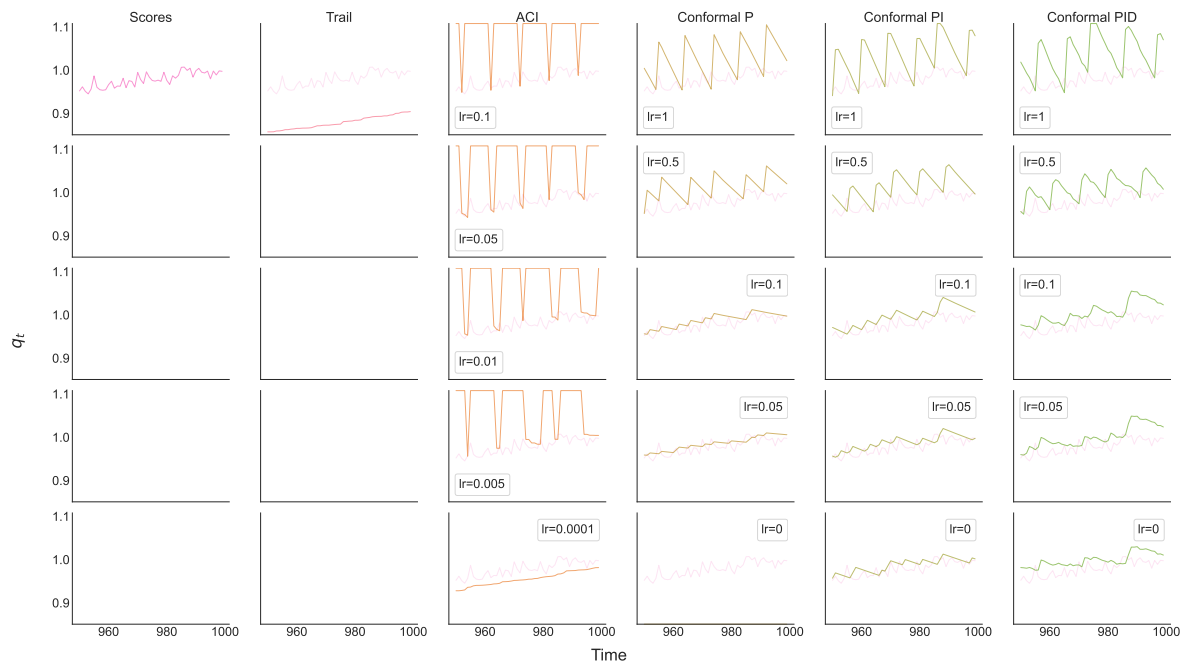 Scores Trail ACI Conformal P Conformal PI Conformal PID
1.1
1.0
0.9
lr=0.1 lr=1 lr=1 lr=1
1.1
1.0
0.9
lr=0.05 lr=0.5 lr=0.5 lr=0.5
1.1
1.0
0.9
lr=0.01 lr=0.1 lr=0.1 lr=0.1
1.1
1.0
0.9
lr=0.005 lr=0.05 lr=0.05 lr=0.05
1.1
1.0
0.9
lr=0.0001 lr=0 lr=0 lr=0
960 980 1000 960 980 1000 960 980 1000 960 980 1000 960 980 1000 960 980 1000
qt
Time